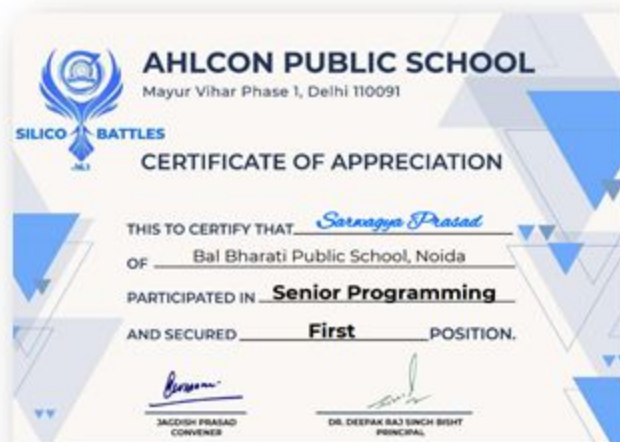 AHLCON PUBLIC SCHOOL
Mayur Vihar Phase 1, Delhi 110091
SILICO BATTLES
CERTIFICATE OF APPRECIATION
THIS TO CERTIFY THAT Sarwagya Prasad
OF Bal Bharati Public School, Noida
PARTICIPATED IN Senior Programming
AND SECURED First POSITION.
JAGDISH PRASAD
CONVENER
DR. DEEPAK RAJ SINGH BISHT
PRINCIPAL